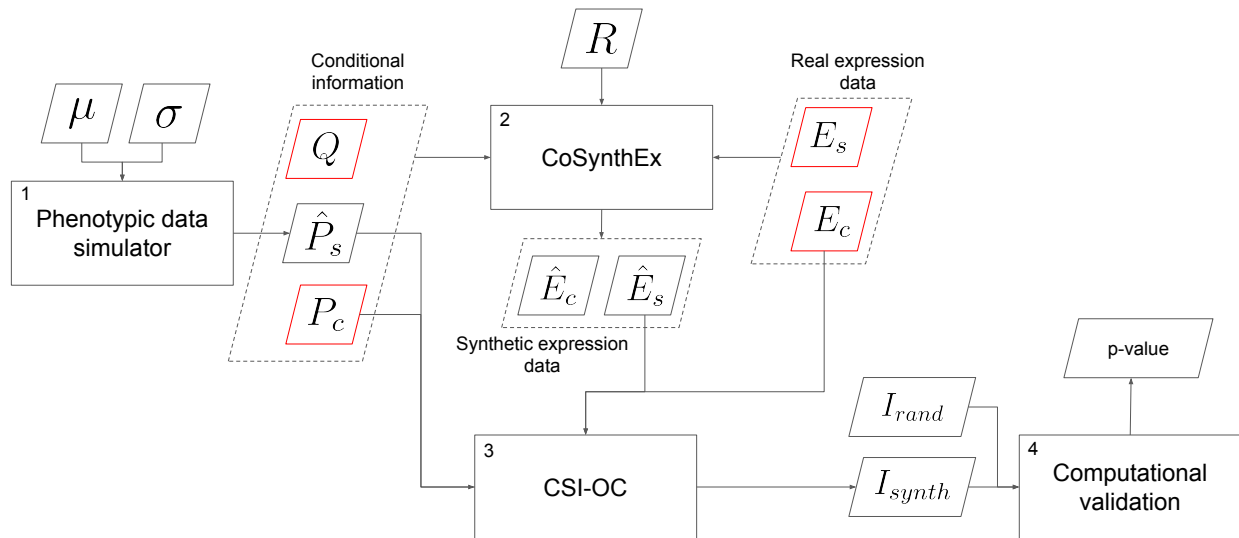 R
Conditional
information
Real expression
data
μ
σ
2
CoSynthEx
Q
E_s
1
Phenotypic data
simulator
P̂_s
E_c
Ê_c
Ê_s
P_c
Synthetic expression
data
p-value
I_rand
3
CSI-OC
I_synth
4
Computational
validation